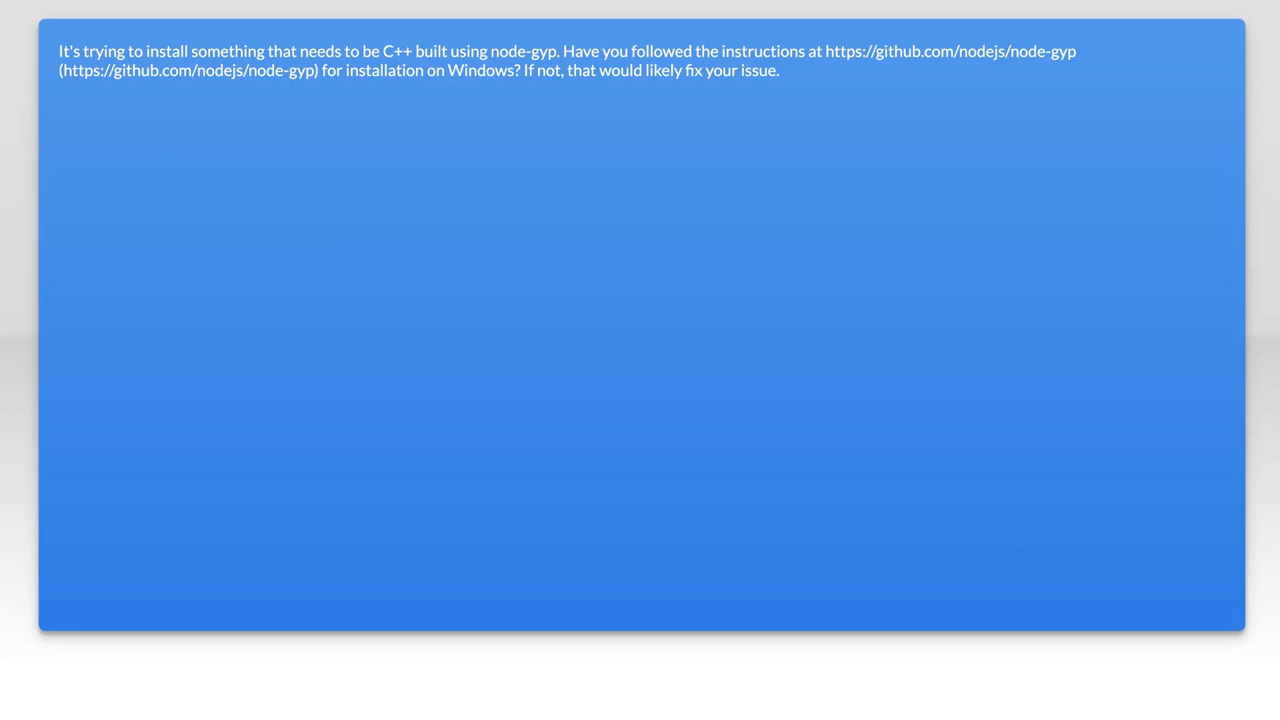 It's trying to install something that needs to be C++ built using node-gyp. Have you followed the instructions at https://github.com/nodejs/node-gyp
(https://github.com/nodejs/node-gyp) for installation on Windows? If not, that would likely fix your issue.